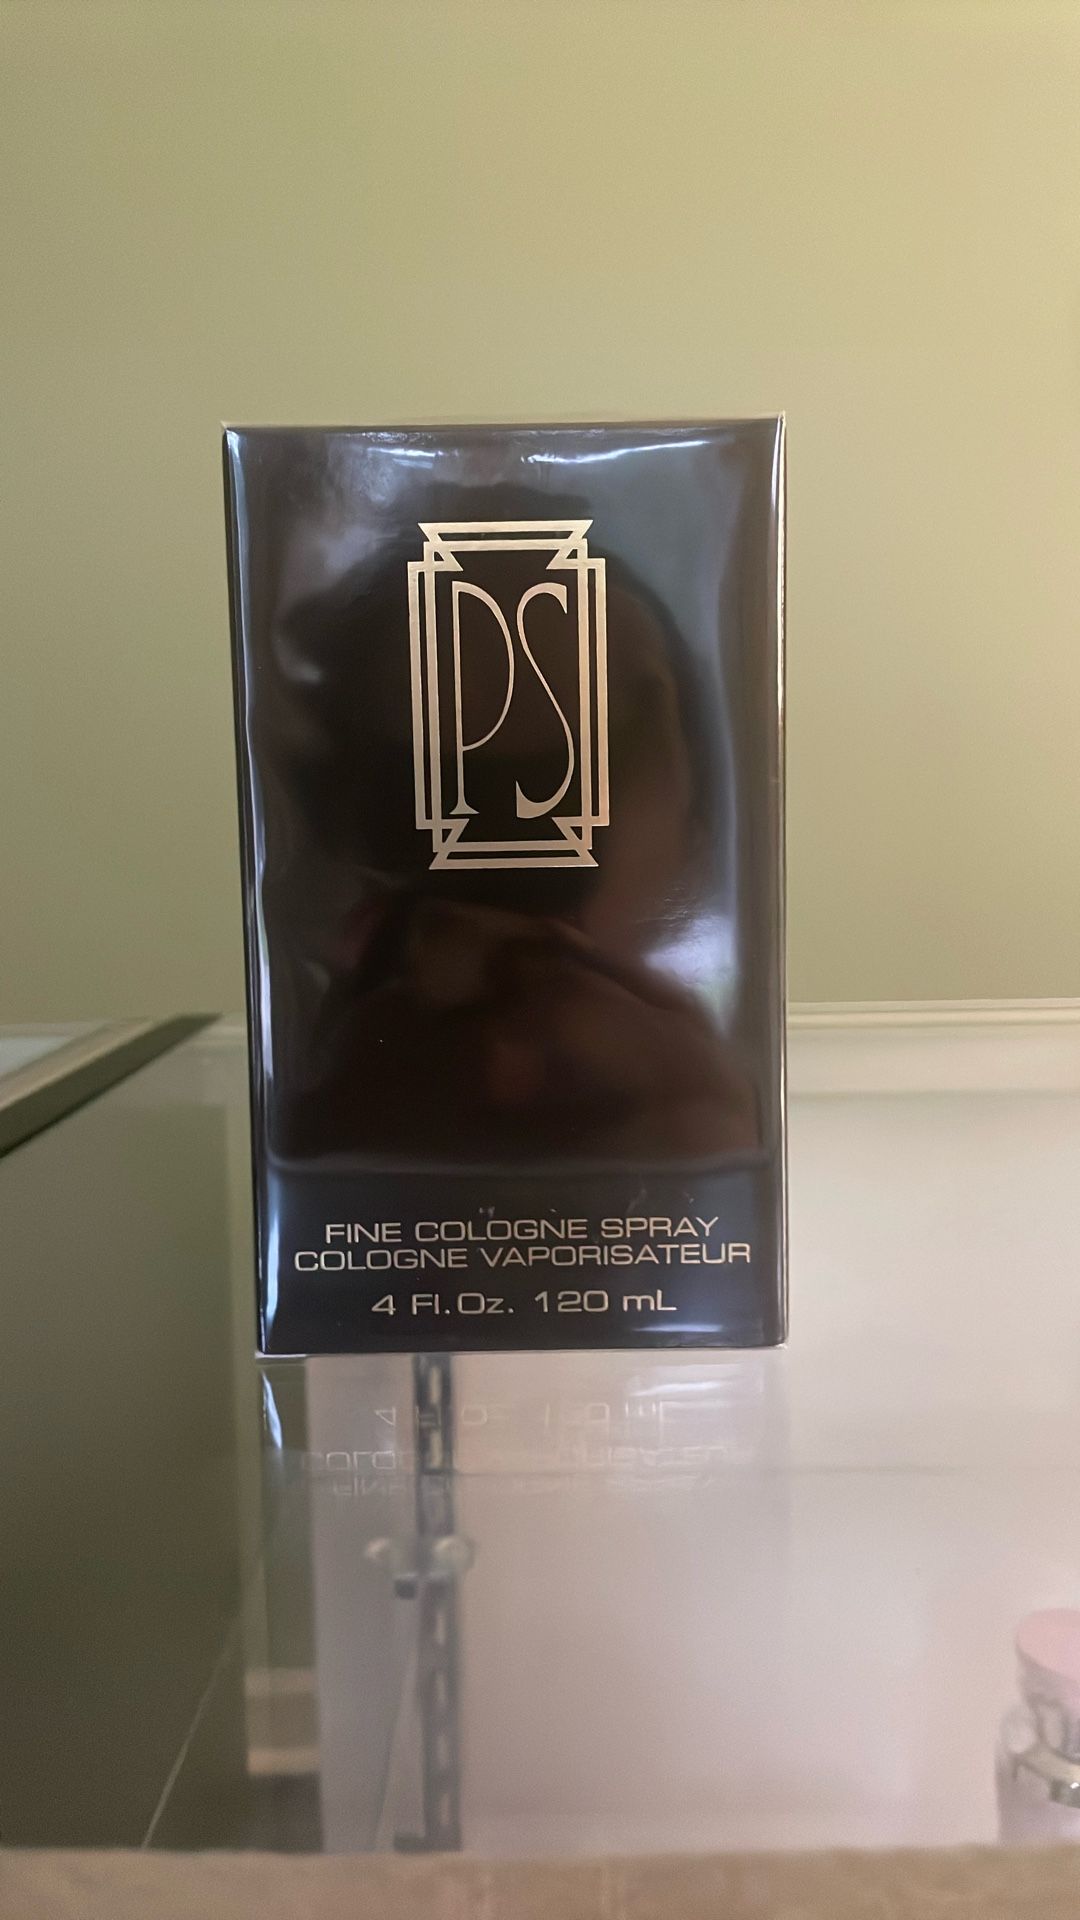 PS
FINE COLOGNE SPRAY
COLOGNE VAPORISATEUR
4 Fl.Oz. 120 mL